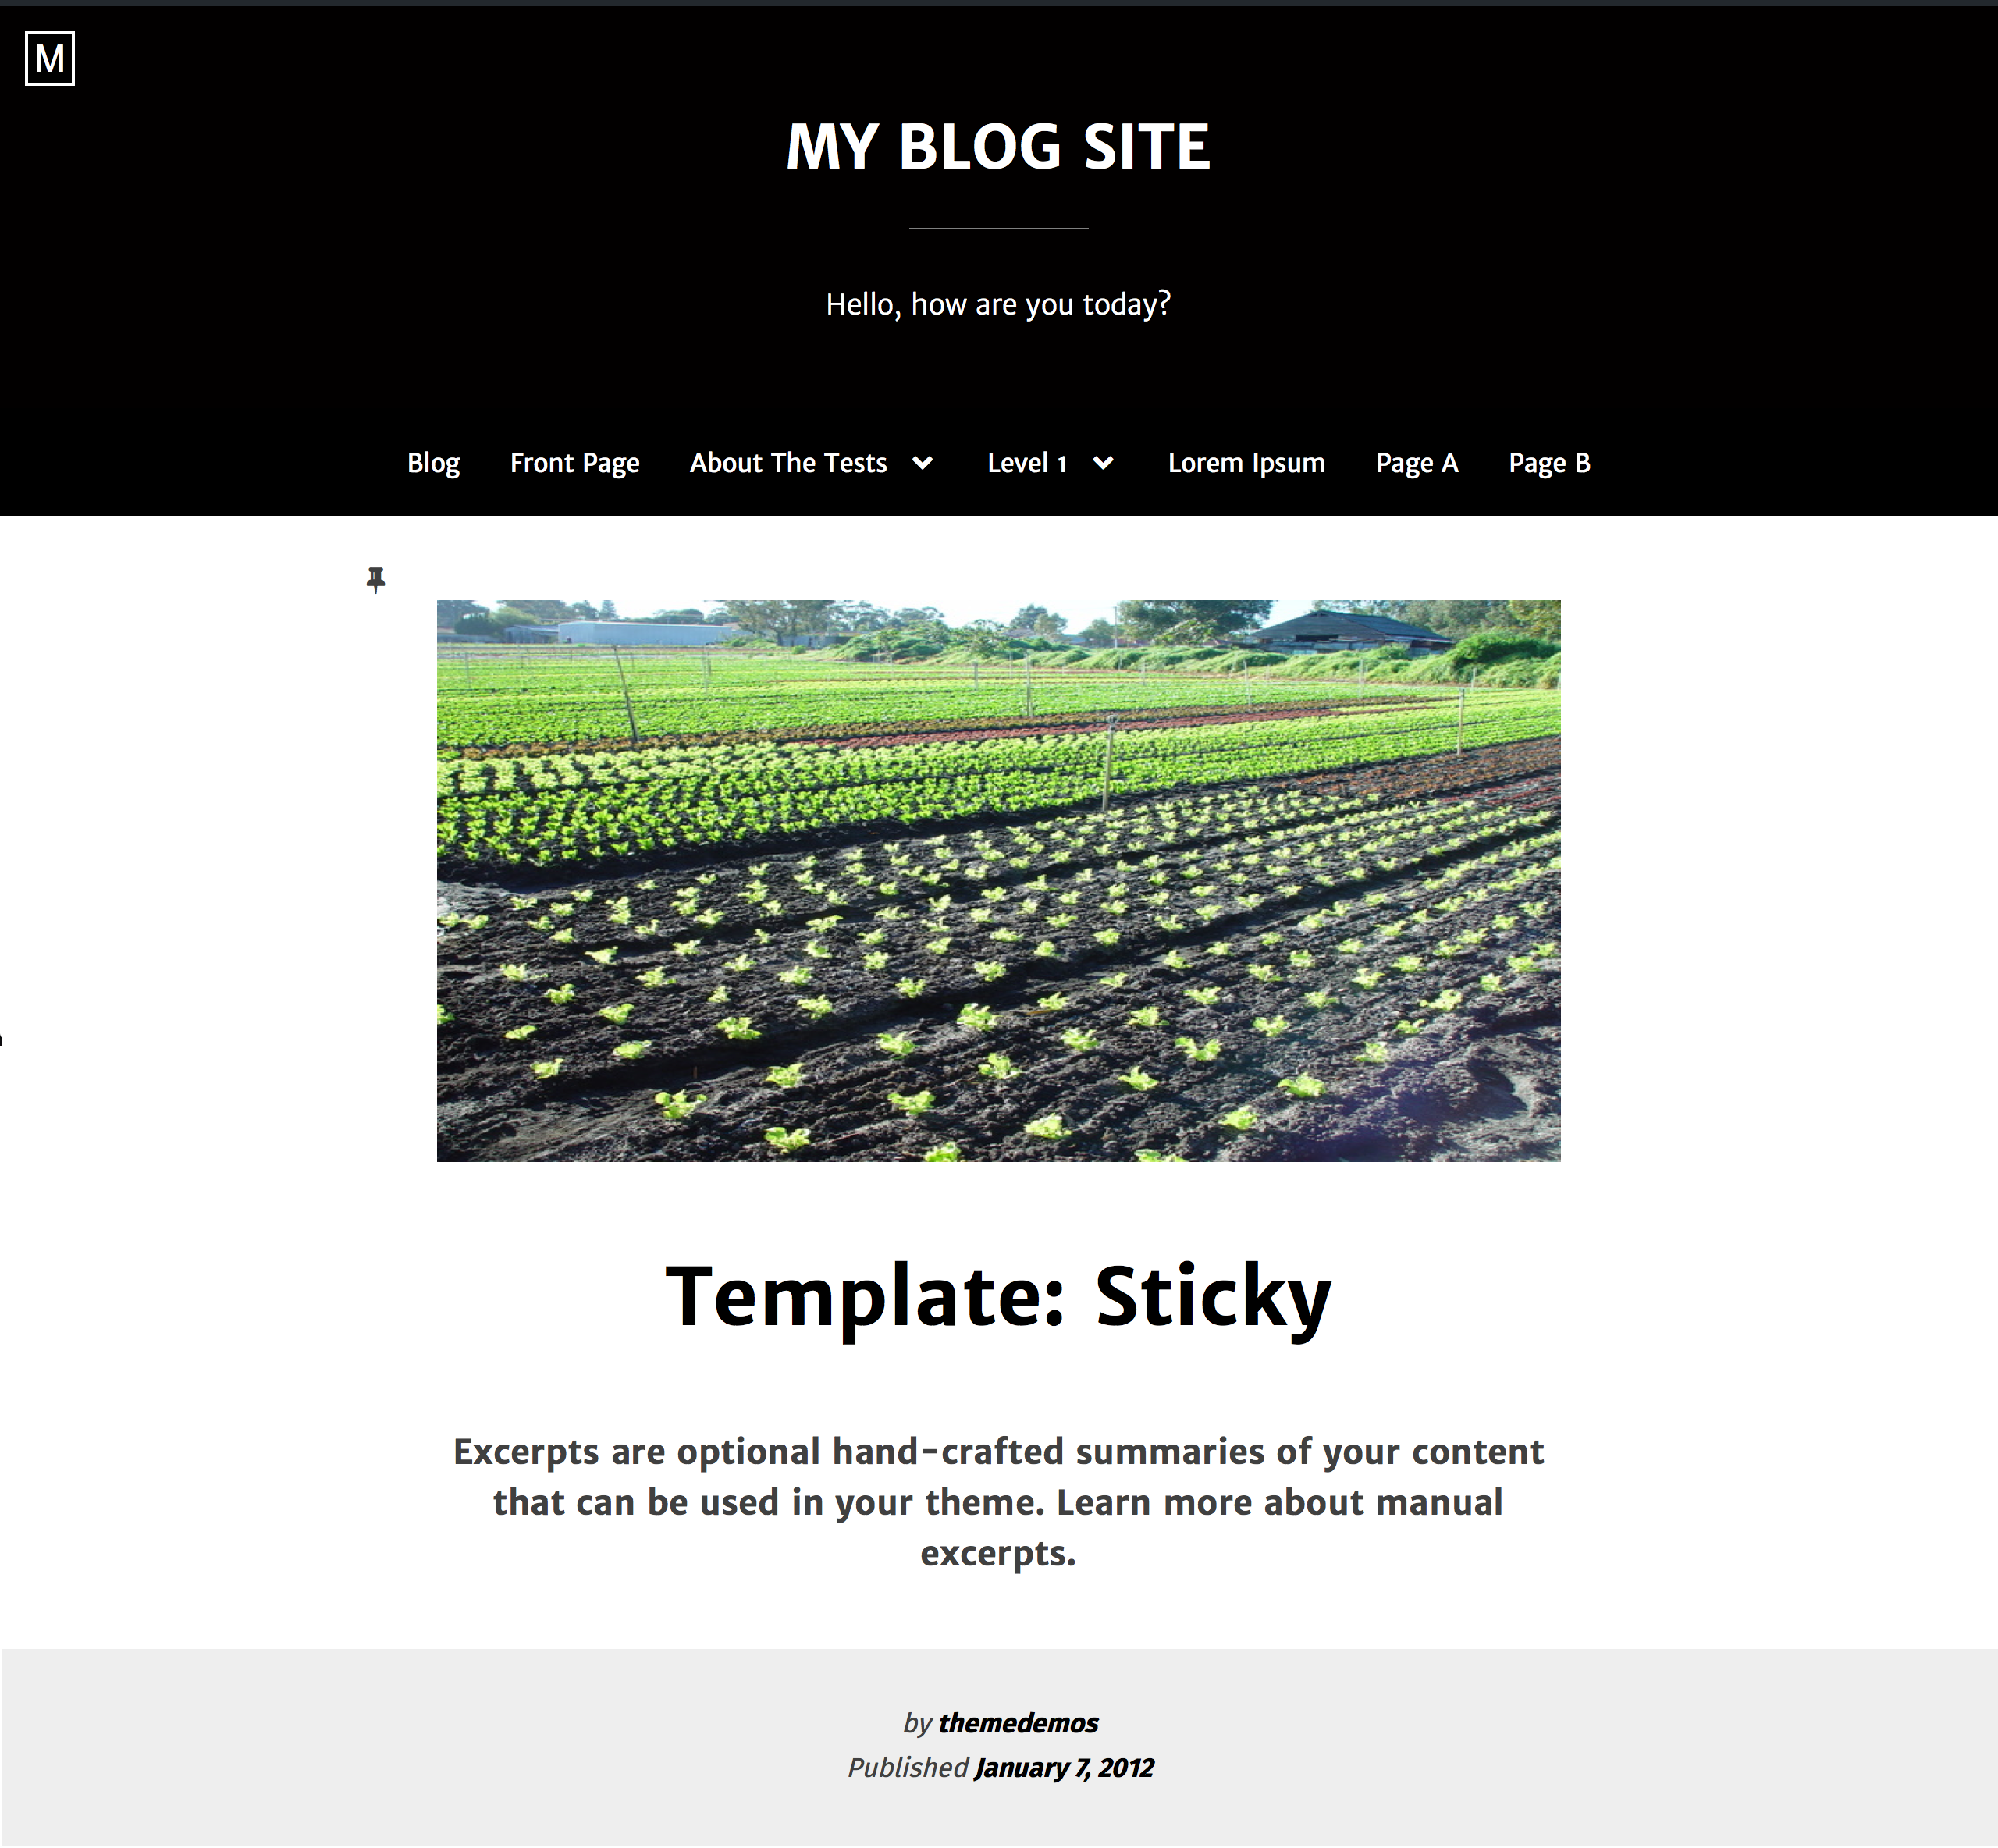 M
MY BLOG SITE
Hello, how are you today?
Blog Front Page About The Tests Level 1 Lorem Ipsum Page A Page B
Template: Sticky
Excerpts are optional hand-crafted summaries of your content
that can be used in your theme. Learn more about manual
excerpts.
by themedemos
Published January 7, 2012